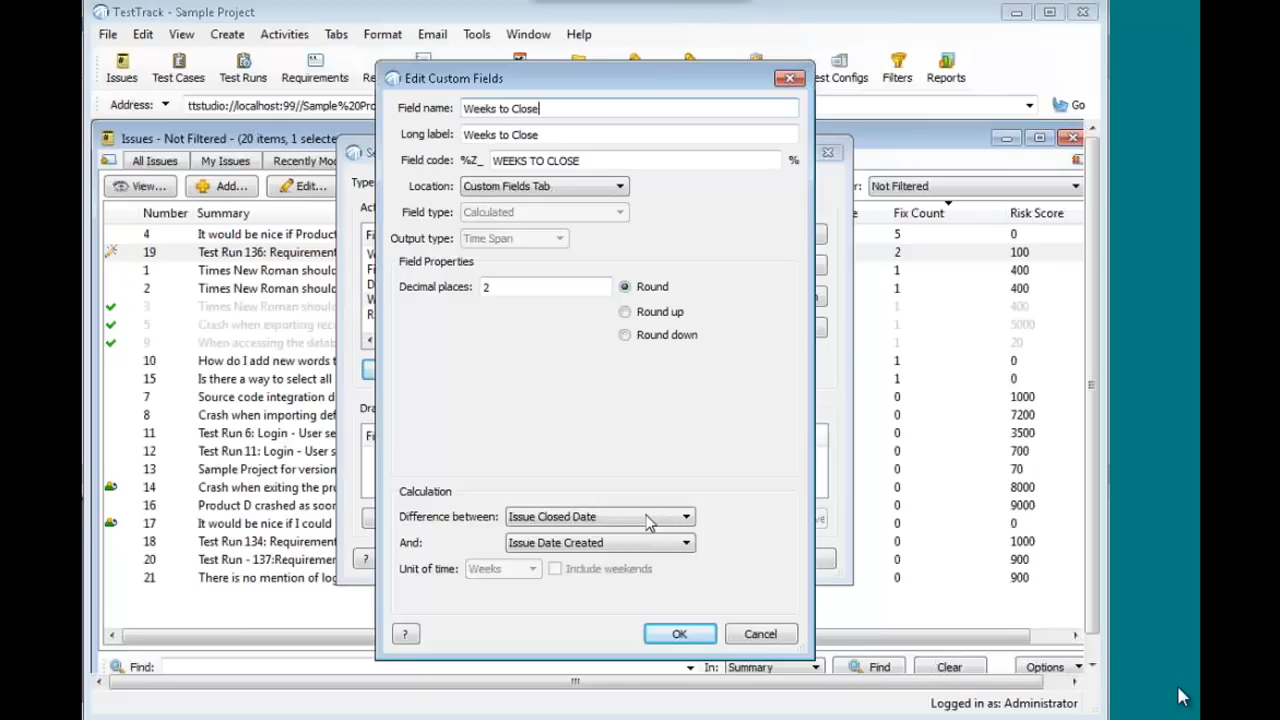 TestTrack - Sample Project
File Edit View Create Activities Tabs Format Email Tools Window Help
Issues Test Cases Test Runs Requirements Re est Configs Filters Reports
Address: ttstudio://localhost:99//Sample%20Pro Go
Issues - Not Filtered - (20 items, 1 selecte
All Issues My Issues Recently Mo
View... Add... Edit... Not Filtered
Number Summary Fix Count Risk Score
4 It would be nice if Product 5 0
19 Test Run 136: Requirement 2 100
1 Times New Roman should 1 400
2 Times New Roman should 1 400
3 Times New Roman should 1 400
5 Crash when exporting reco 1 5000
9 When accessing the datab 1 20
10 How do I add new words t 1 0
15 Is there a way to select all 1 0
7 Source code integration d 0 1000
8 Crash when importing def 0 7200
11 Test Run 6: Login - User se 0 3500
12 Test Run 11: Login - User s 0 700
13 Sample Project for version 0 70
14 Crash when exiting the pro 0 8000
16 Product D crashed as soon 0 9000
17 It would be nice if I could 0 0
18 Test Run 134: Requirement 0 1000
20 Test Run - 137:Requiremen 0 900
21 There is no mention of log 0 900
Edit Custom Fields
Field name: Weeks to Close
Long label: Weeks to Close
Field code: %Z_ WEEKS TO CLOSE %
Location: Custom Fields Tab
Field type: Calculated
Output type: Time Span
Field Properties
Decimal places: 2 Round
Round up
Round down
Calculation
Difference between: Issue Closed Date
And: Issue Date Created
Unit of time: Weeks Include weekends
? OK Cancel
Type
Dra
?
Find: In: Summary Find Clear Options
Logged in as: Administrator